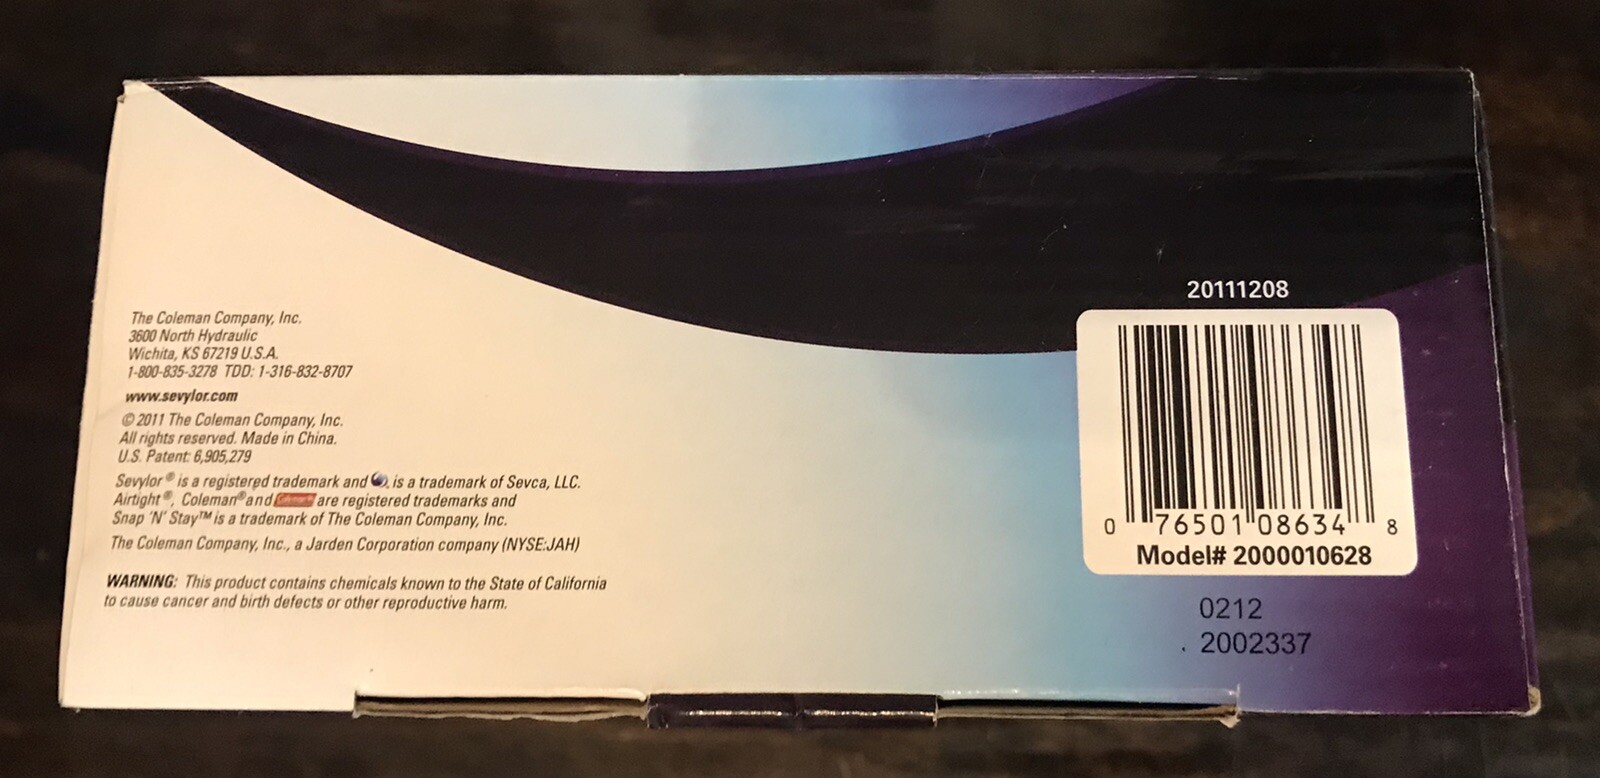 The Coleman Company, Inc.
3600 North Hydraulic
Wichita, KS 67219 U.S.A.
1-800-835-3278 TDD: 1-316-832-8707
www.sevylor.com
© 2011 The Coleman Company, Inc.
All rights reserved. Made in China.
U.S. Patent: 6,905,279
Sevylor® is a registered trademark and is a trademark of Sevca, LLC.
Airtight®, Coleman® and Coleman® are registered trademarks and
Snap 'N' Stay™ is a trademark of The Coleman Company, Inc.
The Coleman Company, Inc., a Jarden Corporation company (NYSE:JAH)
WARNING: This product contains chemicals known to the State of California
to cause cancer and birth defects or other reproductive harm.
20111208
0 76501 08634 8
Model# 2000010628
0212
2002337